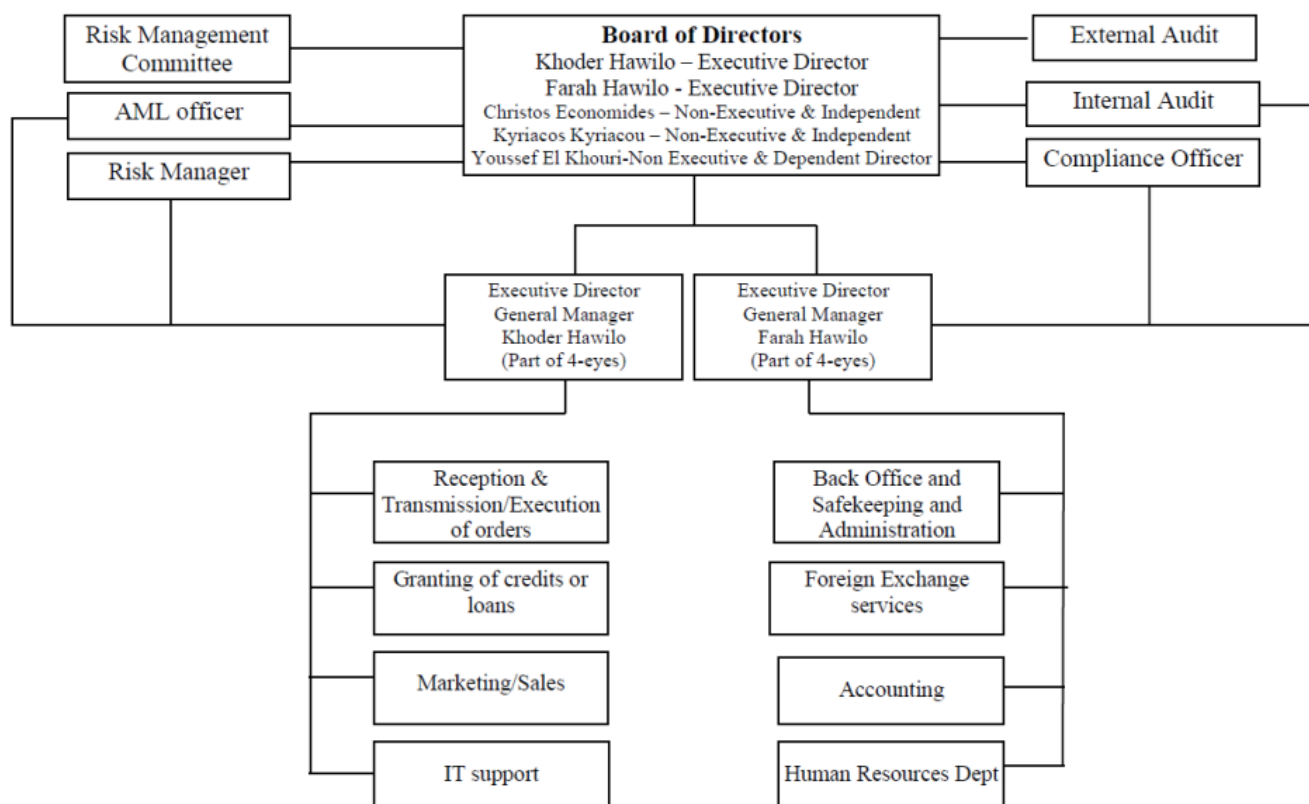 Risk Management
Committee
AML officer
Risk Manager
Board of Directors
Khoder Hawilo – Executive Director
Farah Hawilo - Executive Director
Christos Economides – Non-Executive & Independent
Kyriacos Kyriacou – Non-Executive & Independent
Youssef El Khouri-Non Executive & Dependent Director
External Audit
Internal Audit
Compliance Officer
Executive Director
General Manager
Khoder Hawilo
(Part of 4-eyes)
Executive Director
General Manager
Farah Hawilo
(Part of 4-eyes)
Reception &
Transmission/Execution
of orders
Granting of credits or
loans
Marketing/Sales
IT support
Back Office and
Safekeeping and
Administration
Foreign Exchange
services
Accounting
Human Resources Dept